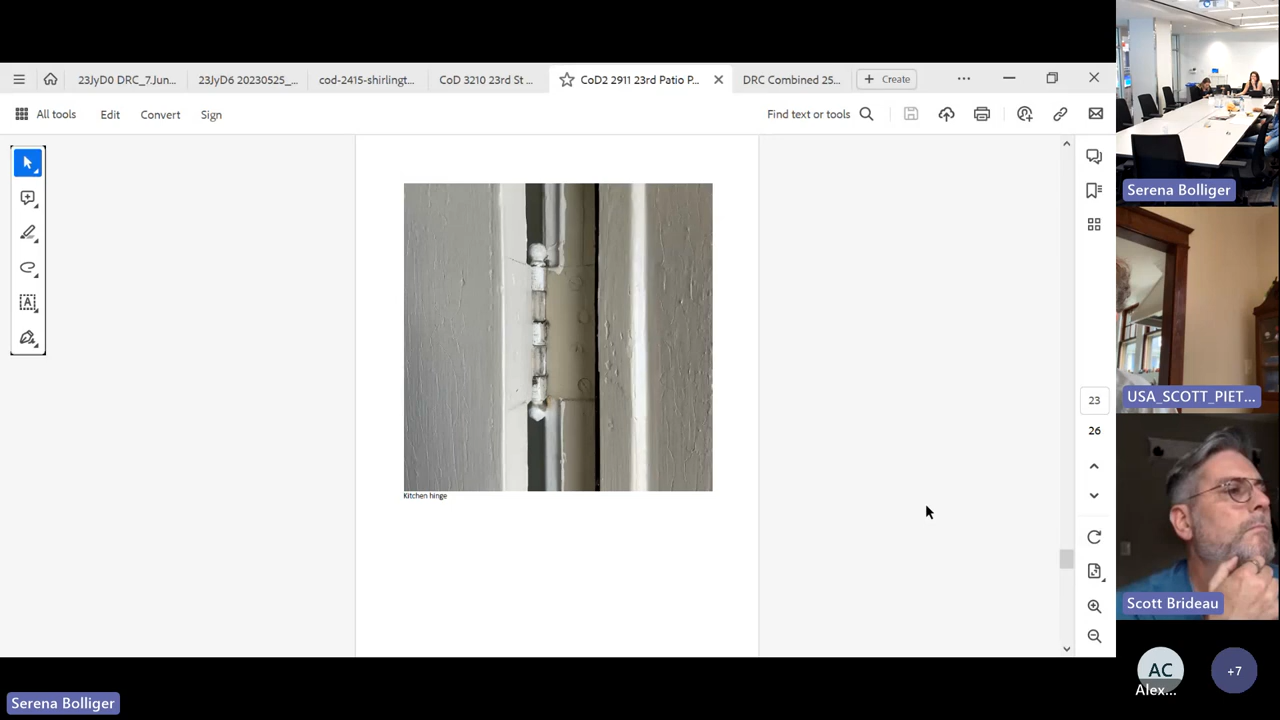 23JyD0 DRC_7.Jun...
23JyD6 20230525_...
cod-2415-shirlingt...
CoD 3210 23rd St ...
CoD2 2911 23rd Patio P...
DRC Combined 25...
Create
All tools
Edit
Convert
Sign
Find text or tools
Kitchen hinge
23
26
Serena Bolliger
USA_SCOTT_PIET...
Scott Brideau
AC
Alex...
+7
Serena Bolliger